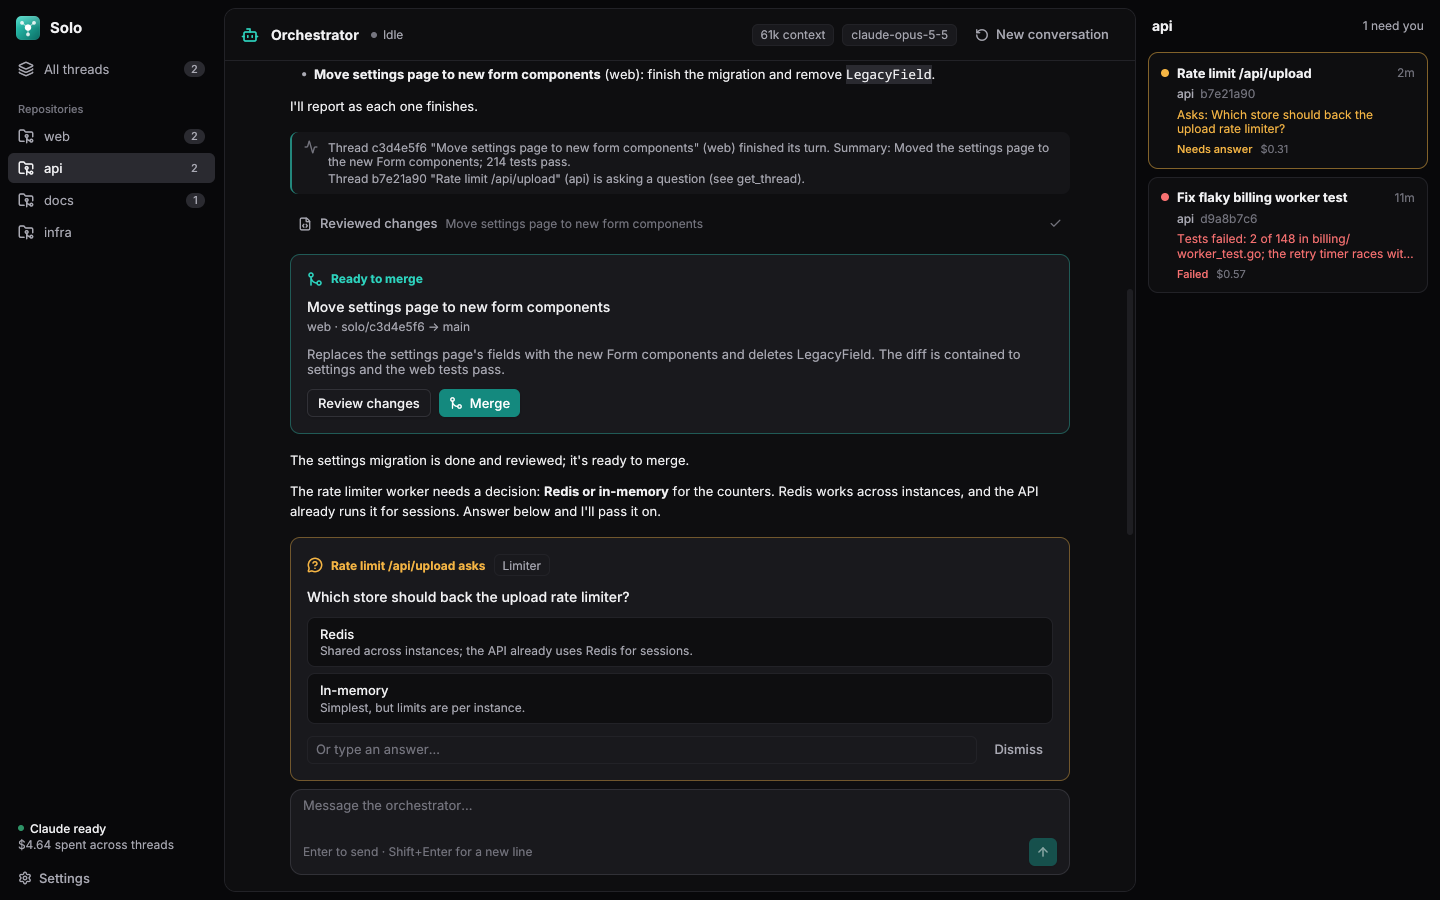 Solo
All threads 2
Repositories
web 2
api 2
docs 1
infra
Claude ready
$4.64 spent across threads
Settings
Orchestrator Idle 61k context claude-opus-5-5 New conversation
• Move settings page to new form components (web): finish the migration and remove LegacyField.
I'll report as each one finishes.
Thread c3d4e5f6 "Move settings page to new form components" (web) finished its turn. Summary: Moved the settings page to
the new Form components; 214 tests pass.
Thread b7e21a90 "Rate limit /api/upload" (api) is asking a question (see get_thread).
Reviewed changes Move settings page to new form components
Ready to merge
Move settings page to new form components
web · solo/c3d4e5f6 → main
Replaces the settings page's fields with the new Form components and deletes LegacyField. The diff is contained to
settings and the web tests pass.
Review changes Merge
The settings migration is done and reviewed; it's ready to merge.
The rate limiter worker needs a decision: Redis or in-memory for the counters. Redis works across instances, and the API
already runs it for sessions. Answer below and I'll pass it on.
Rate limit /api/upload asks Limiter
Which store should back the upload rate limiter?
Redis
Shared across instances; the API already uses Redis for sessions.
In-memory
Simplest, but limits are per instance.
Or type an answer... Dismiss
Message the orchestrator...
Enter to send · Shift+Enter for a new line
api 1 need you
Rate limit /api/upload 2m
api b7e21a90
Asks: Which store should back the
upload rate limiter?
Needs answer $0.31
Fix flaky billing worker test 11m
api d9a8b7c6
Tests failed: 2 of 148 in billing/
worker_test.go; the retry timer races wit...
Failed $0.57